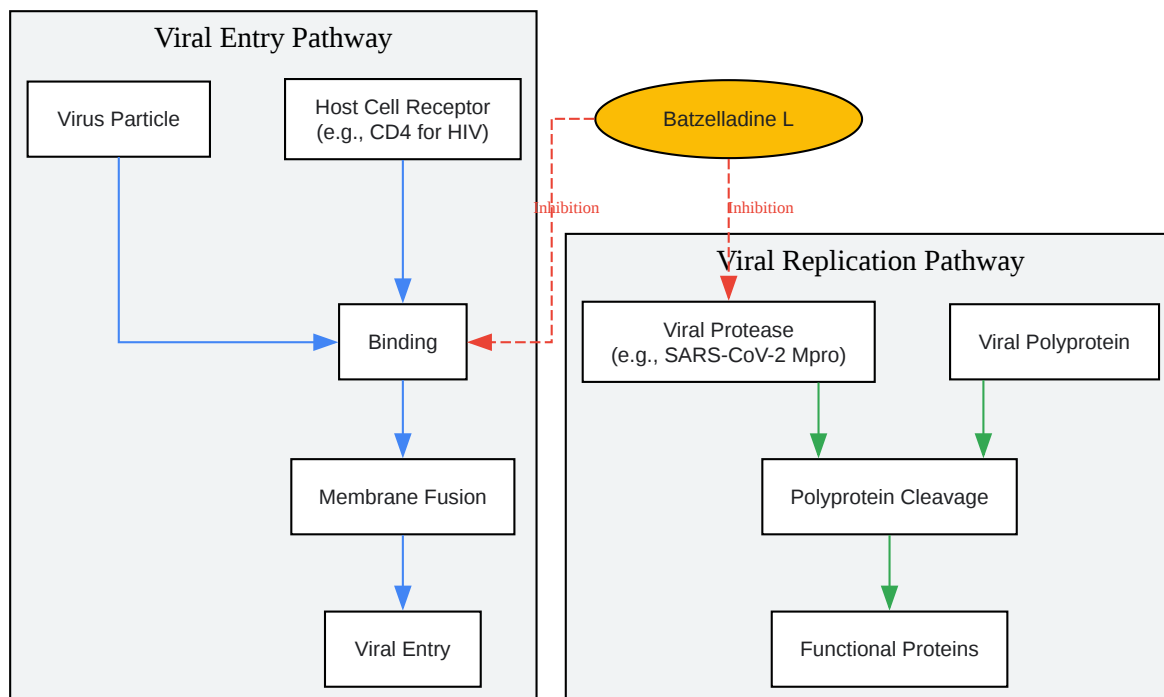 Viral Entry Pathway
Virus Particle
Host Cell Receptor
(e.g., CD4 for HIV)
Batzelladine L
Inhibition
Inhibition
Viral Replication Pathway
Binding
Viral Protease
(e.g., SARS-CoV-2 Mpro)
Viral Polyprotein
Membrane Fusion
Polyprotein Cleavage
Viral Entry
Functional Proteins